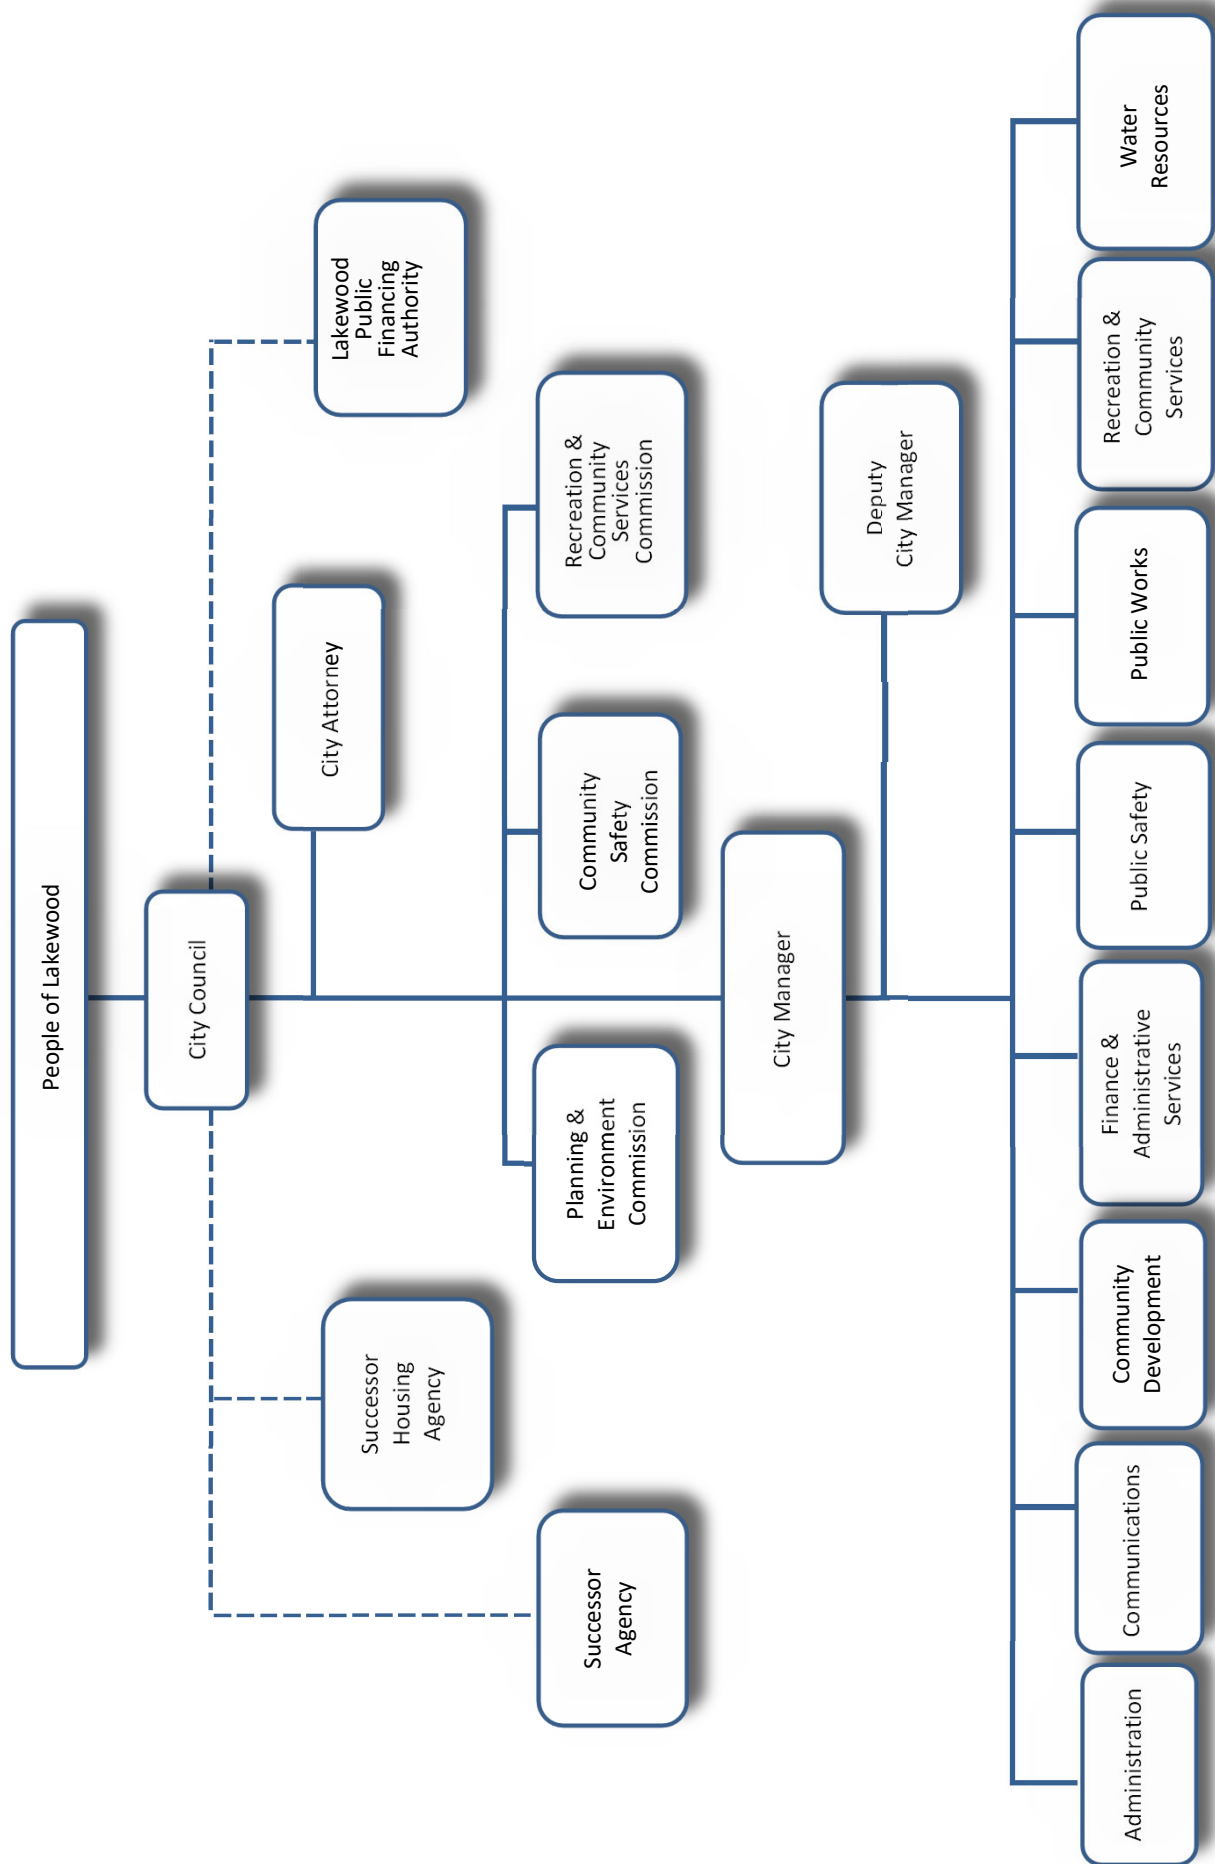 People of Lakewood
City Council
City Attorney
Lakewood
Public
Financing
Authority
Successor
Housing
Agency
Successor
Agency
Planning &
Environment
Commission
Community
Safety
Commission
Recreation &
Community
Services
Commission
City Manager
Deputy
City Manager
Administration
Communications
Community
Development
Finance &
Administrative
Services
Public Safety
Public Works
Recreation &
Community
Services
Water
Resources